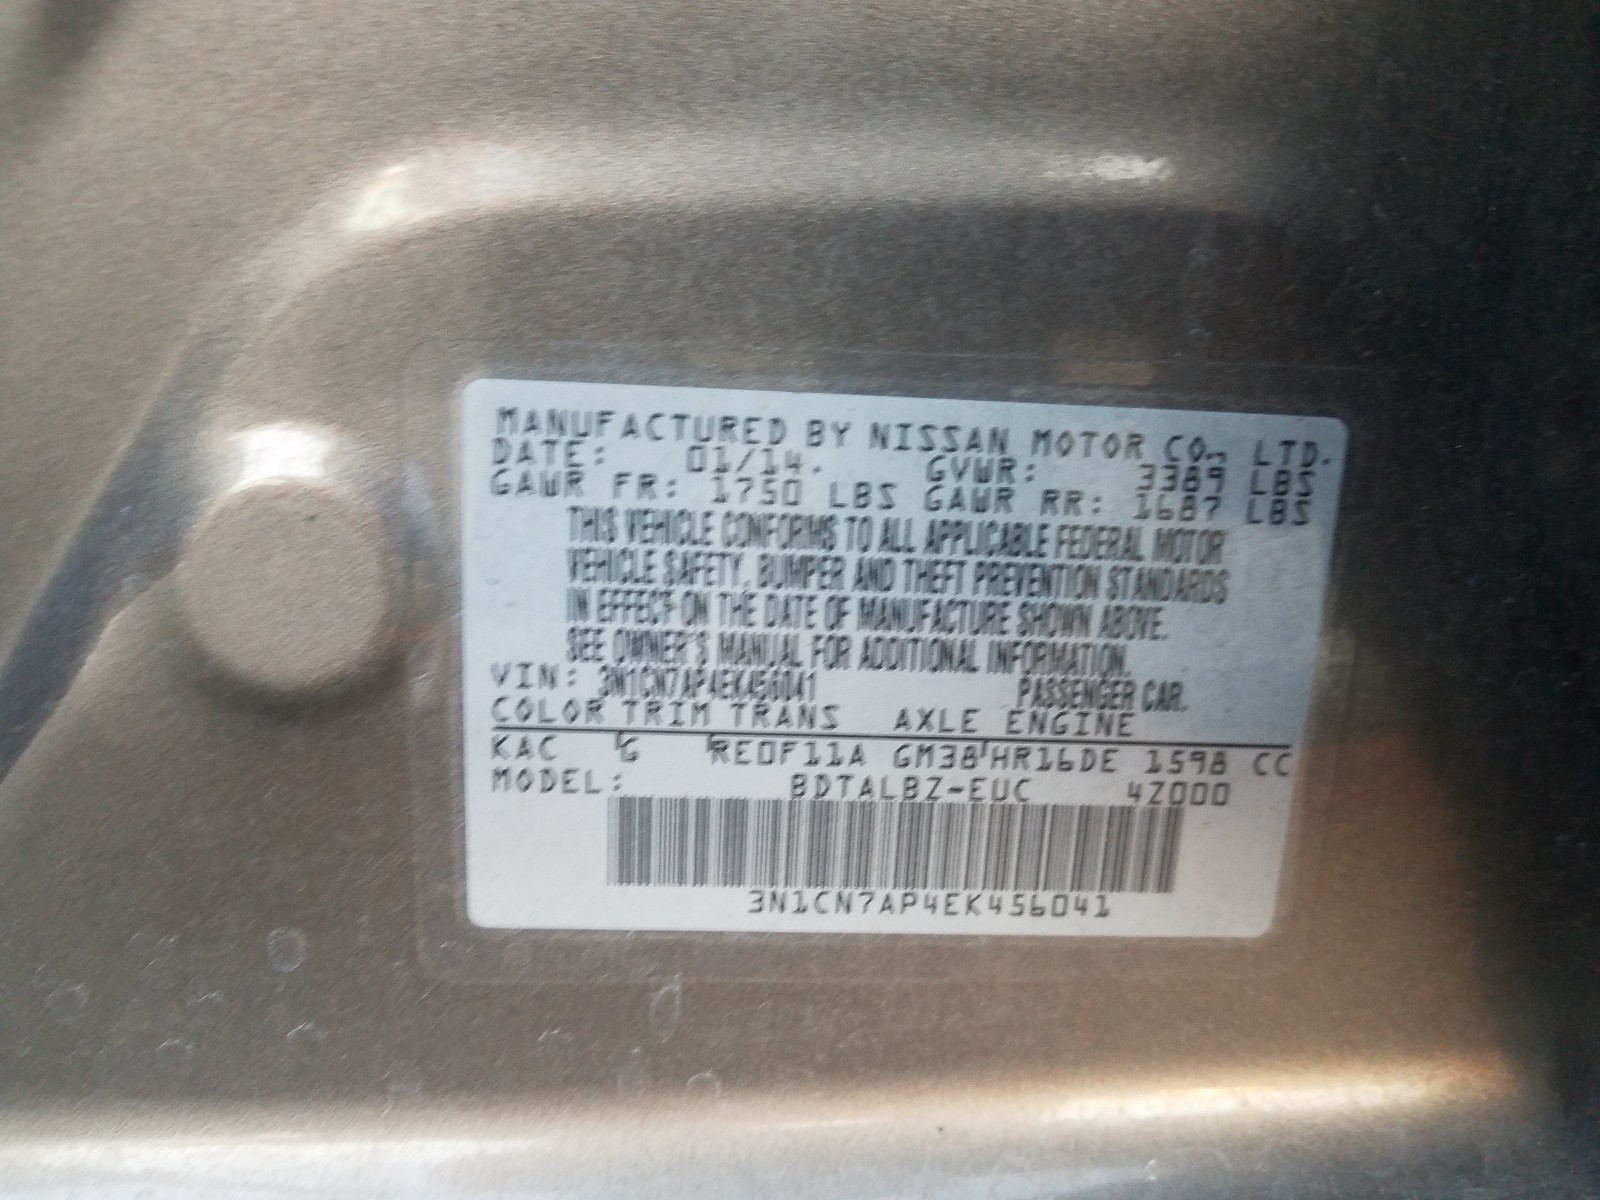 MANUFACTURED BY NISSAN MOTOR CO., LTD.
DATE: 01/14. GVWR: 3389 LBS
GAWR FR: 1750 LBS GAWR RR: 1687 LBS
THIS VEHICLE CONFORMS TO ALL APPLICABLE FEDERAL MOTOR
VEHICLE SAFETY, BUMPER AND THEFT PREVENTION STANDARDS
IN EFFECT ON THE DATE OF MANUFACTURE SHOWN ABOVE.
SEE OWNER'S MANUAL FOR ADDITIONAL INFORMATION.
VIN: 3N1CN7AP4EK456041 PASSENGER CAR.
COLOR TRIM TRANS AXLE ENGINE
KAC G RE0F11A GM38 HR16DE 1598 CC
MODEL: BDTALBZ-EUC 4Z000
3N1CN7AP4EK456041